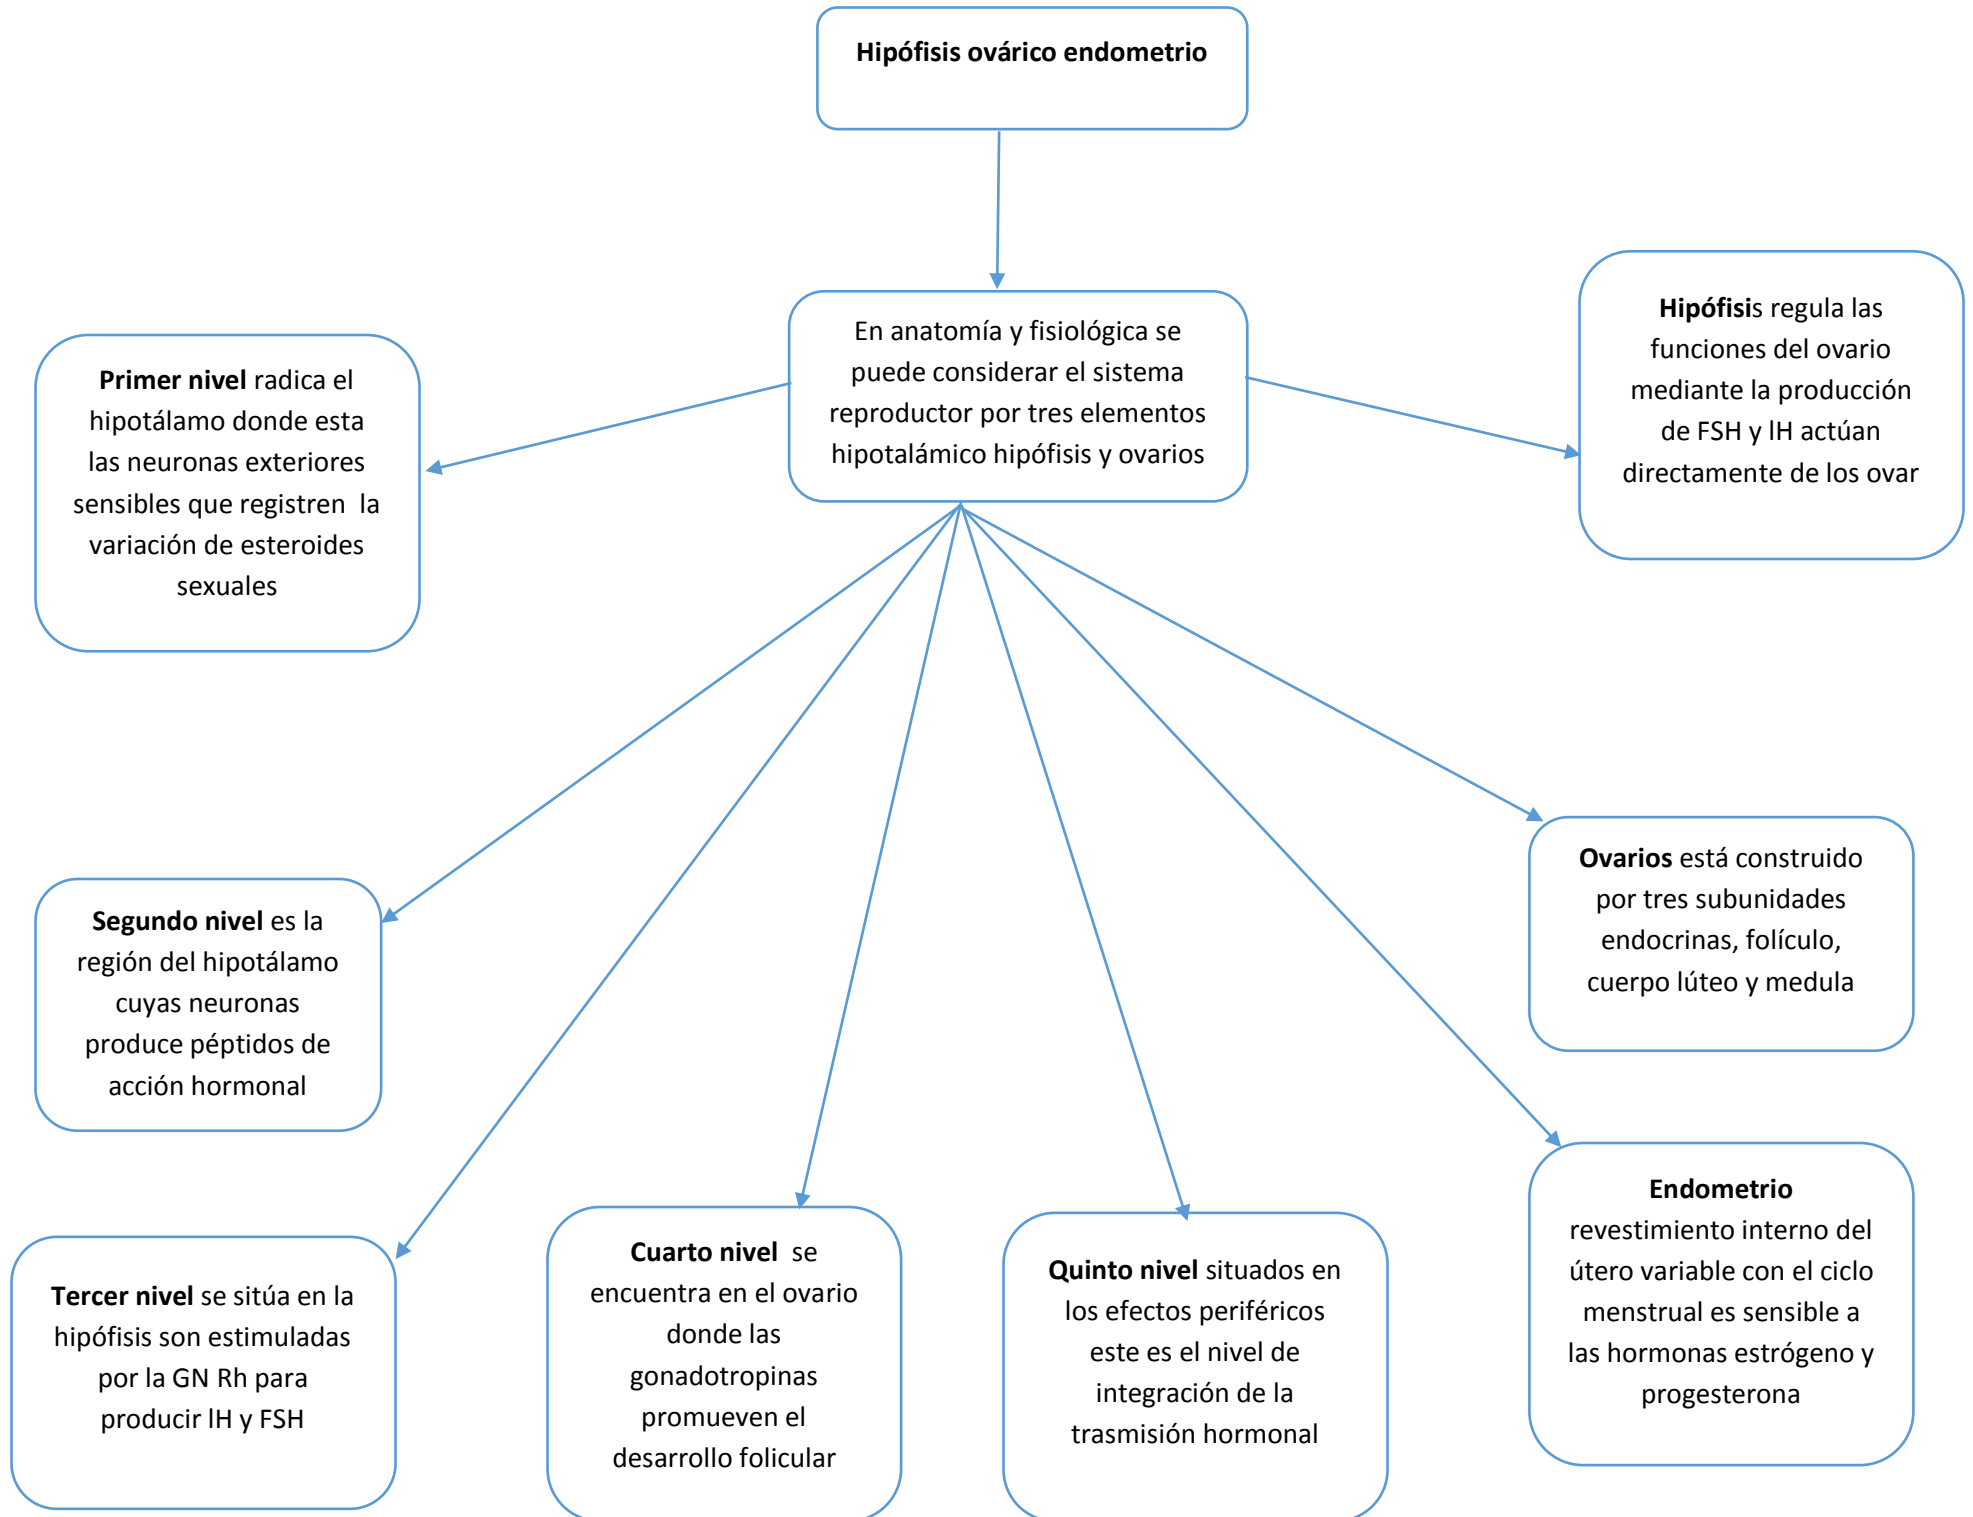 Hipófisis ovárico endometrio
En anatomía y fisiológica se
puede considerar el sistema
reproductor por tres elementos
hipotalámico hipófisis y ovarios
Primer nivel radica el
hipotálamo donde esta
las neuronas exteriores
sensibles que registren  la
variación de esteroides
sexuales
Hipófisis regula las
funciones del ovario
mediante la producción
de FSH y lH actúan
directamente de los ovar
Segundo nivel es la
región del hipotálamo
cuyas neuronas
produce péptidos de
acción hormonal
Ovarios está construido
por tres subunidades
endocrinas, folículo,
cuerpo lúteo y medula
Tercer nivel se sitúa en la
hipófisis son estimuladas
por la GN Rh para
producir lH y FSH
Cuarto nivel  se
encuentra en el ovario
donde las
gonadotropinas
promueven el
desarrollo folicular
Quinto nivel situados en
los efectos periféricos
este es el nivel de
integración de la
trasmisión hormonal
Endometrio
revestimiento interno del
útero variable con el ciclo
menstrual es sensible a
las hormonas estrógeno y
progesterona